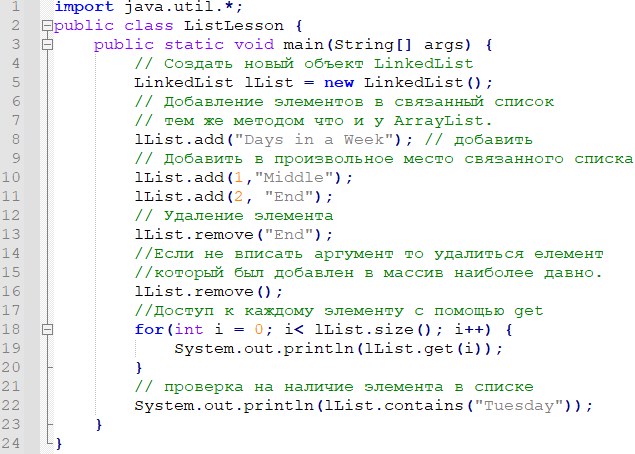 1 import java.util.*;
2 public class ListLesson {
3 public static void main(String[] args) {
4 // Создать новый объект LinkedList
5 LinkedList lList = new LinkedList();
6 // Добавление элементов в связанный список
7 // тем же методом что и у ArrayList.
8 lList.add("Days in a Week"); // добавить
9 // Добавить в произвольное место связанного списка
10 lList.add(1,"Middle");
11 lList.add(2, "End");
12 // Удаление элемента
13 lList.remove("End");
14 //Если не вписать аргумент то удалиться елемент
15 //который был добавлен в массив наиболее давно.
16 lList.remove();
17 //Доступ к каждому элементу с помощью get
18 for(int i = 0; i< lList.size(); i++) {
19 System.out.println(lList.get(i));
20 }
21 // проверка на наличие элемента в списке
22 System.out.println(lList.contains("Tuesday"));
23 }
24 }